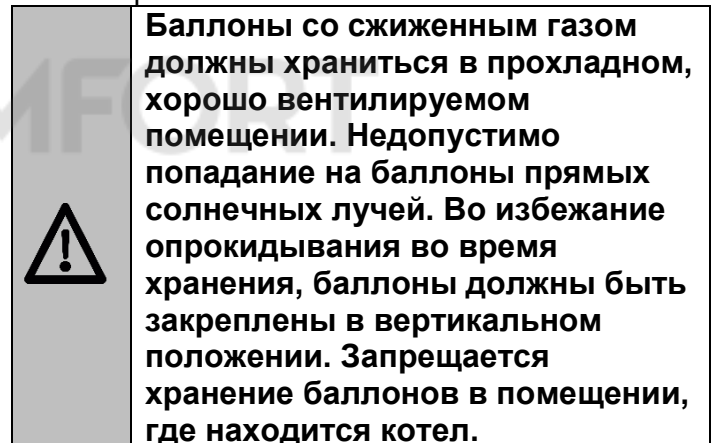 Баллоны со сжиженным газом
должны храниться в прохладном,
хорошо вентилируемом
помещении. Недопустимо
попадание на баллоны прямых
солнечных лучей. Во избежание
опрокидывания во время
хранения, баллоны должны быть
закреплены в вертикальном
положении. Запрещается
хранение баллонов в помещении,
где находится котел.